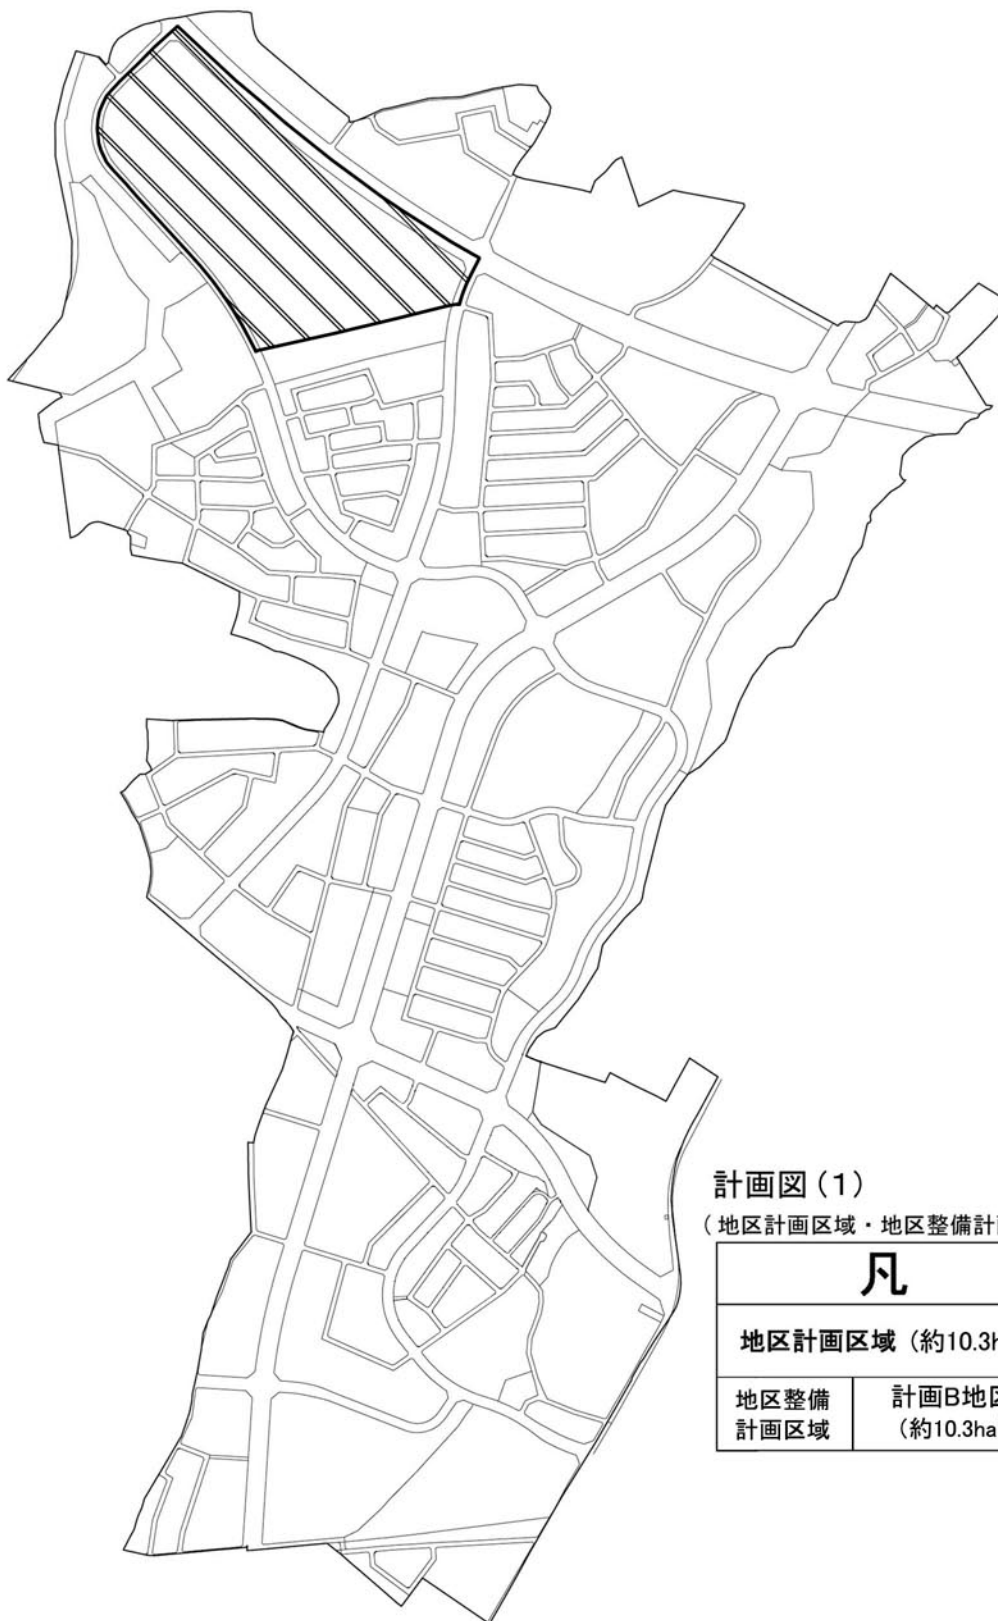 計画図（1）
（地区計画区域・地区整備計
凡
地区計画区域（約10.3h
地区整備
計画区域
計画B地区
（約10.3ha